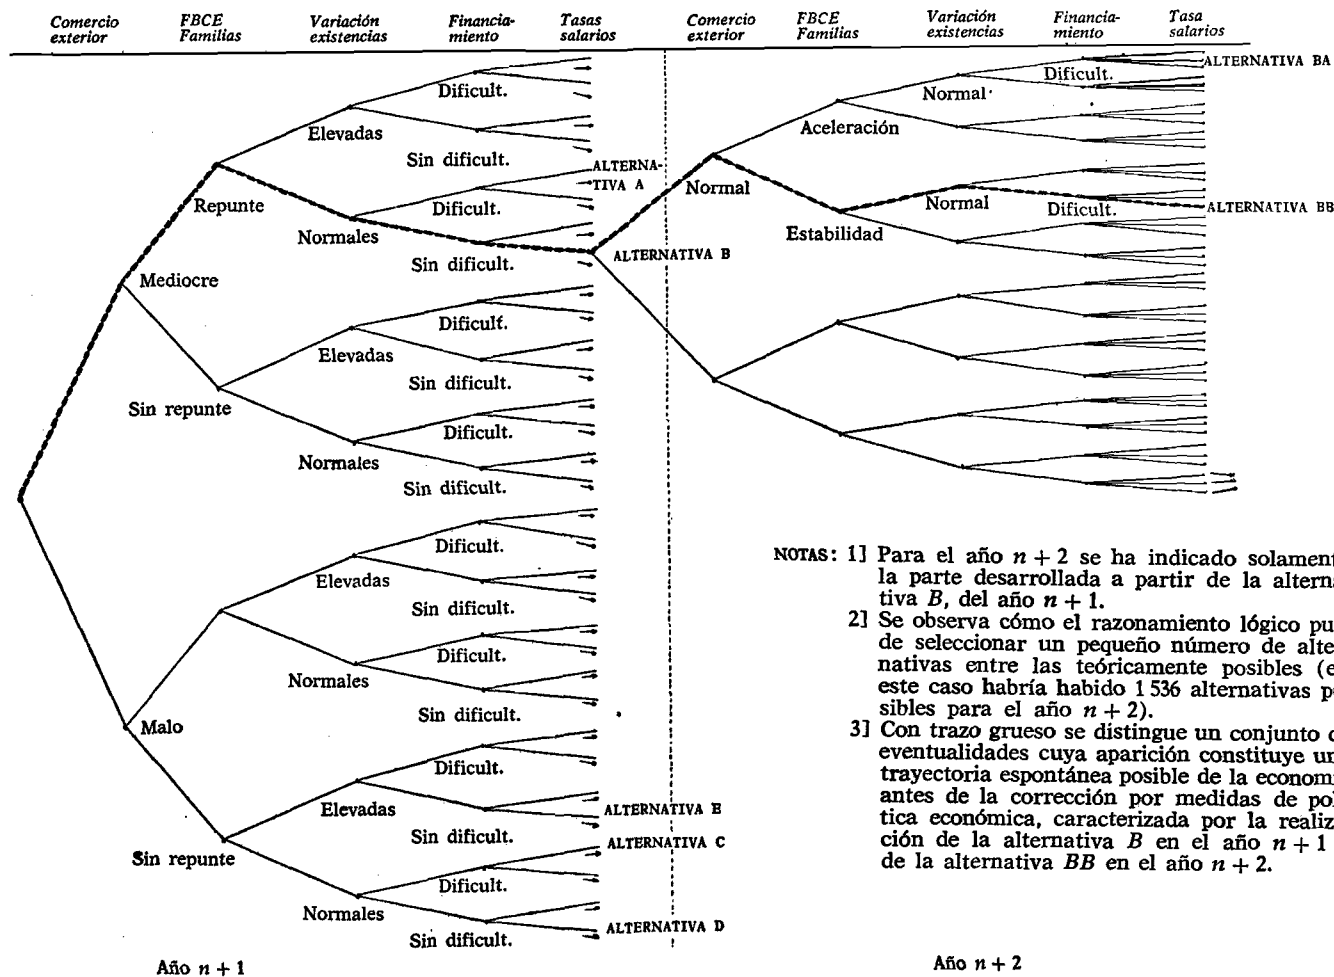 Comercio exterior
FBCE Familias
Variación existencias
Financia-miento
Tasas salarios
Comercio exterior
FBCE Familias
Variación existencias
Financia-miento
Tasa salarios
Dificult.
Elevadas
Sin dificult.
Repunte
ALTERNA-
TIVA A
Dificult.
Normales
Sin dificult.
ALTERNATIVA B
Mediocre
Dificult.
Elevadas
Sin dificult.
Sin repunte
Dificult.
Normales
Sin dificult.
Dificult.
Elevadas
Sin dificult.
Dificult.
Normales
Sin dificult.
Malo
Dificult.
Elevadas
ALTERNATIVA E
Sin dificult.
ALTERNATIVA C
Sin repunte
Dificult.
Normales
ALTERNATIVA D
Sin dificult.
Año n + 1
ALTERNATIVA BA
Dificult.
Normal
Aceleración
Normal
Normal
Dificult.
ALTERNATIVA BB
Estabilidad
NOTAS: 1] Para el año n + 2 se ha indicado solament
la parte desarrollada a partir de la alterna
tiva B, del año n + 1.
2] Se observa cómo el razonamiento lógico pu
de seleccionar un pequeño número de alte
nativas entre las teóricamente posibles (e
este caso habría habido 1 536 alternativas p
sibles para el año n + 2).
3] Con trazo grueso se distingue un conjunto d
eventualidades cuya aparición constituye un
trayectoria espontánea posible de la economí
antes de la corrección por medidas de pol
tica económica, caracterizada por la realiz
ción de la alternativa B en el año n + 1
de la alternativa BB en el año n + 2.
Año n + 2